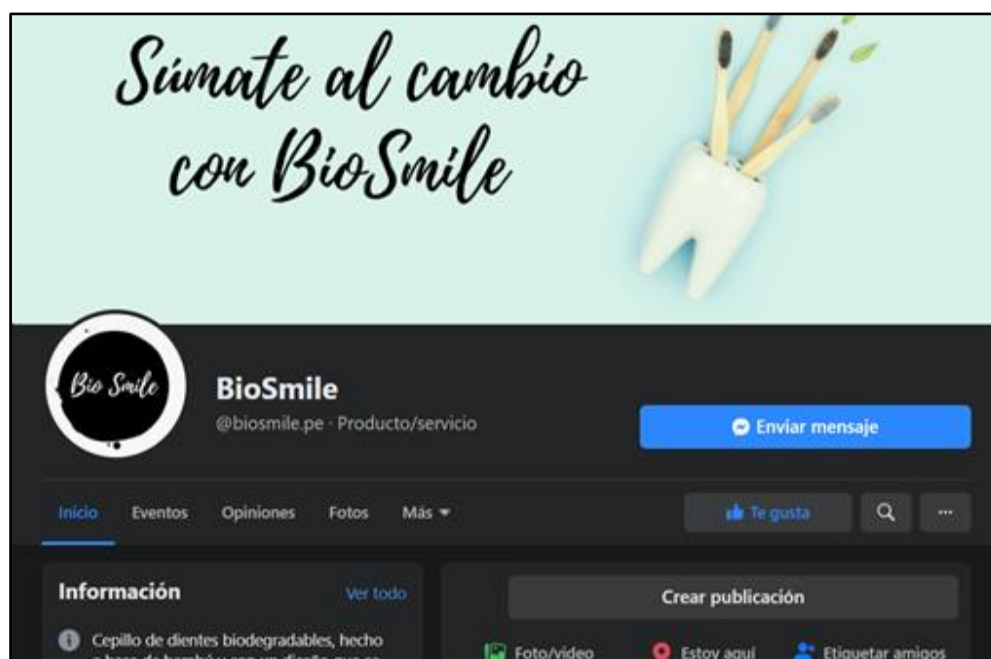 Súmate al cambio
con BioSmile
Bio Smile
BioSmile
@biosmile.pe · Producto/servicio
Enviar mensaje
Inicio Eventos Opiniones Fotos Más
Te gusta
Información Ver todo
Crear publicación
Cepillo de dientes biodegradables, hecho
Foto/video Estoy aquí Etiquetar amigos